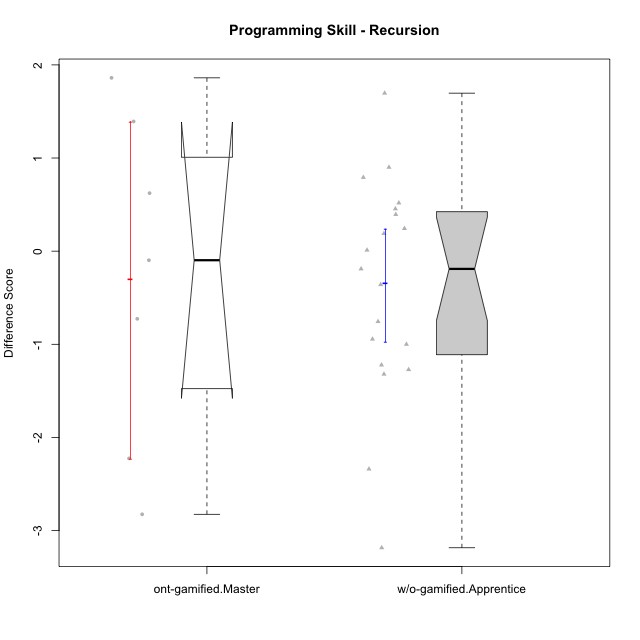 Programming Skill - Recursion
Difference Score
2
1
0
-1
-2
-3
ont-gamified.Master
w/o-gamified.Apprentice